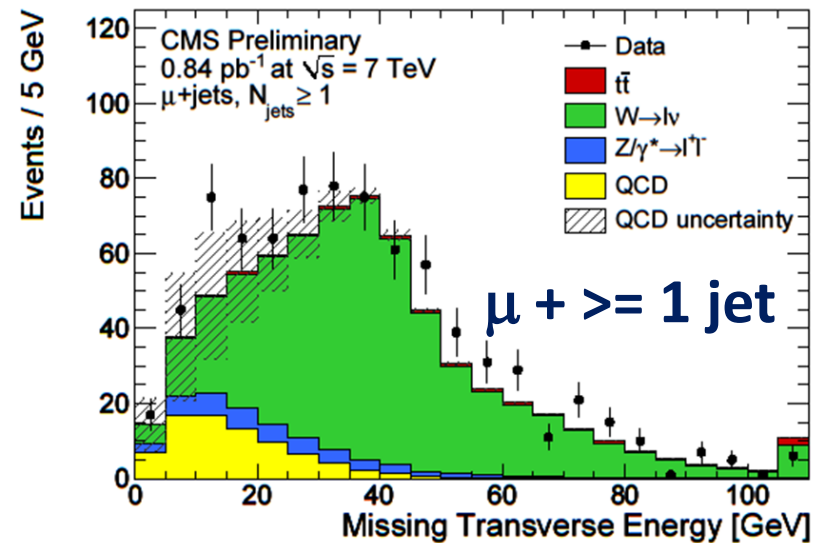 Events / 5 GeV
120
100
80
60
40
20
0
CMS Preliminary
0.84 pb⁻¹ at √s = 7 TeV
μ+jets, N_jets ≥ 1
Data
tt̄
W→lν
Z/γ*→l⁺l⁻
QCD
QCD uncertainty
μ + >= 1 jet
0 20 40 60 80 100
Missing Transverse Energy [GeV]